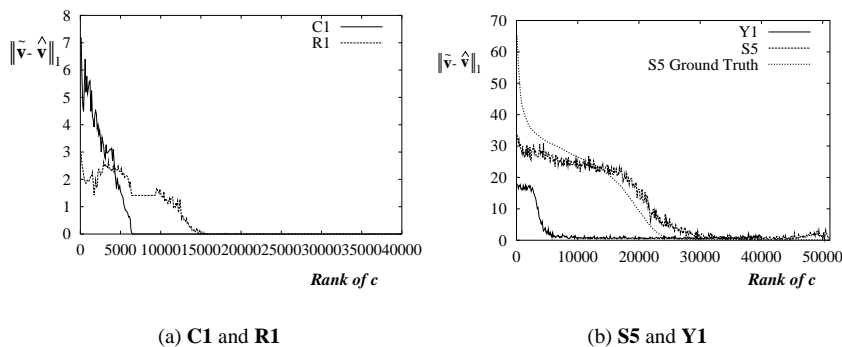 8
7
6
5
4
3
2
1
0
‖ṽ- v̂‖₁
C1
R1
0 5000 10000 15000 20000 25000 30000 35000 40000
Rank of c
(a) C1 and R1
70
60
50
40
30
20
10
0
‖ṽ- v̂‖₁
Y1
S5
S5 Ground Truth
0 10000 20000 30000 40000 50000
Rank of c
(b) S5 and Y1